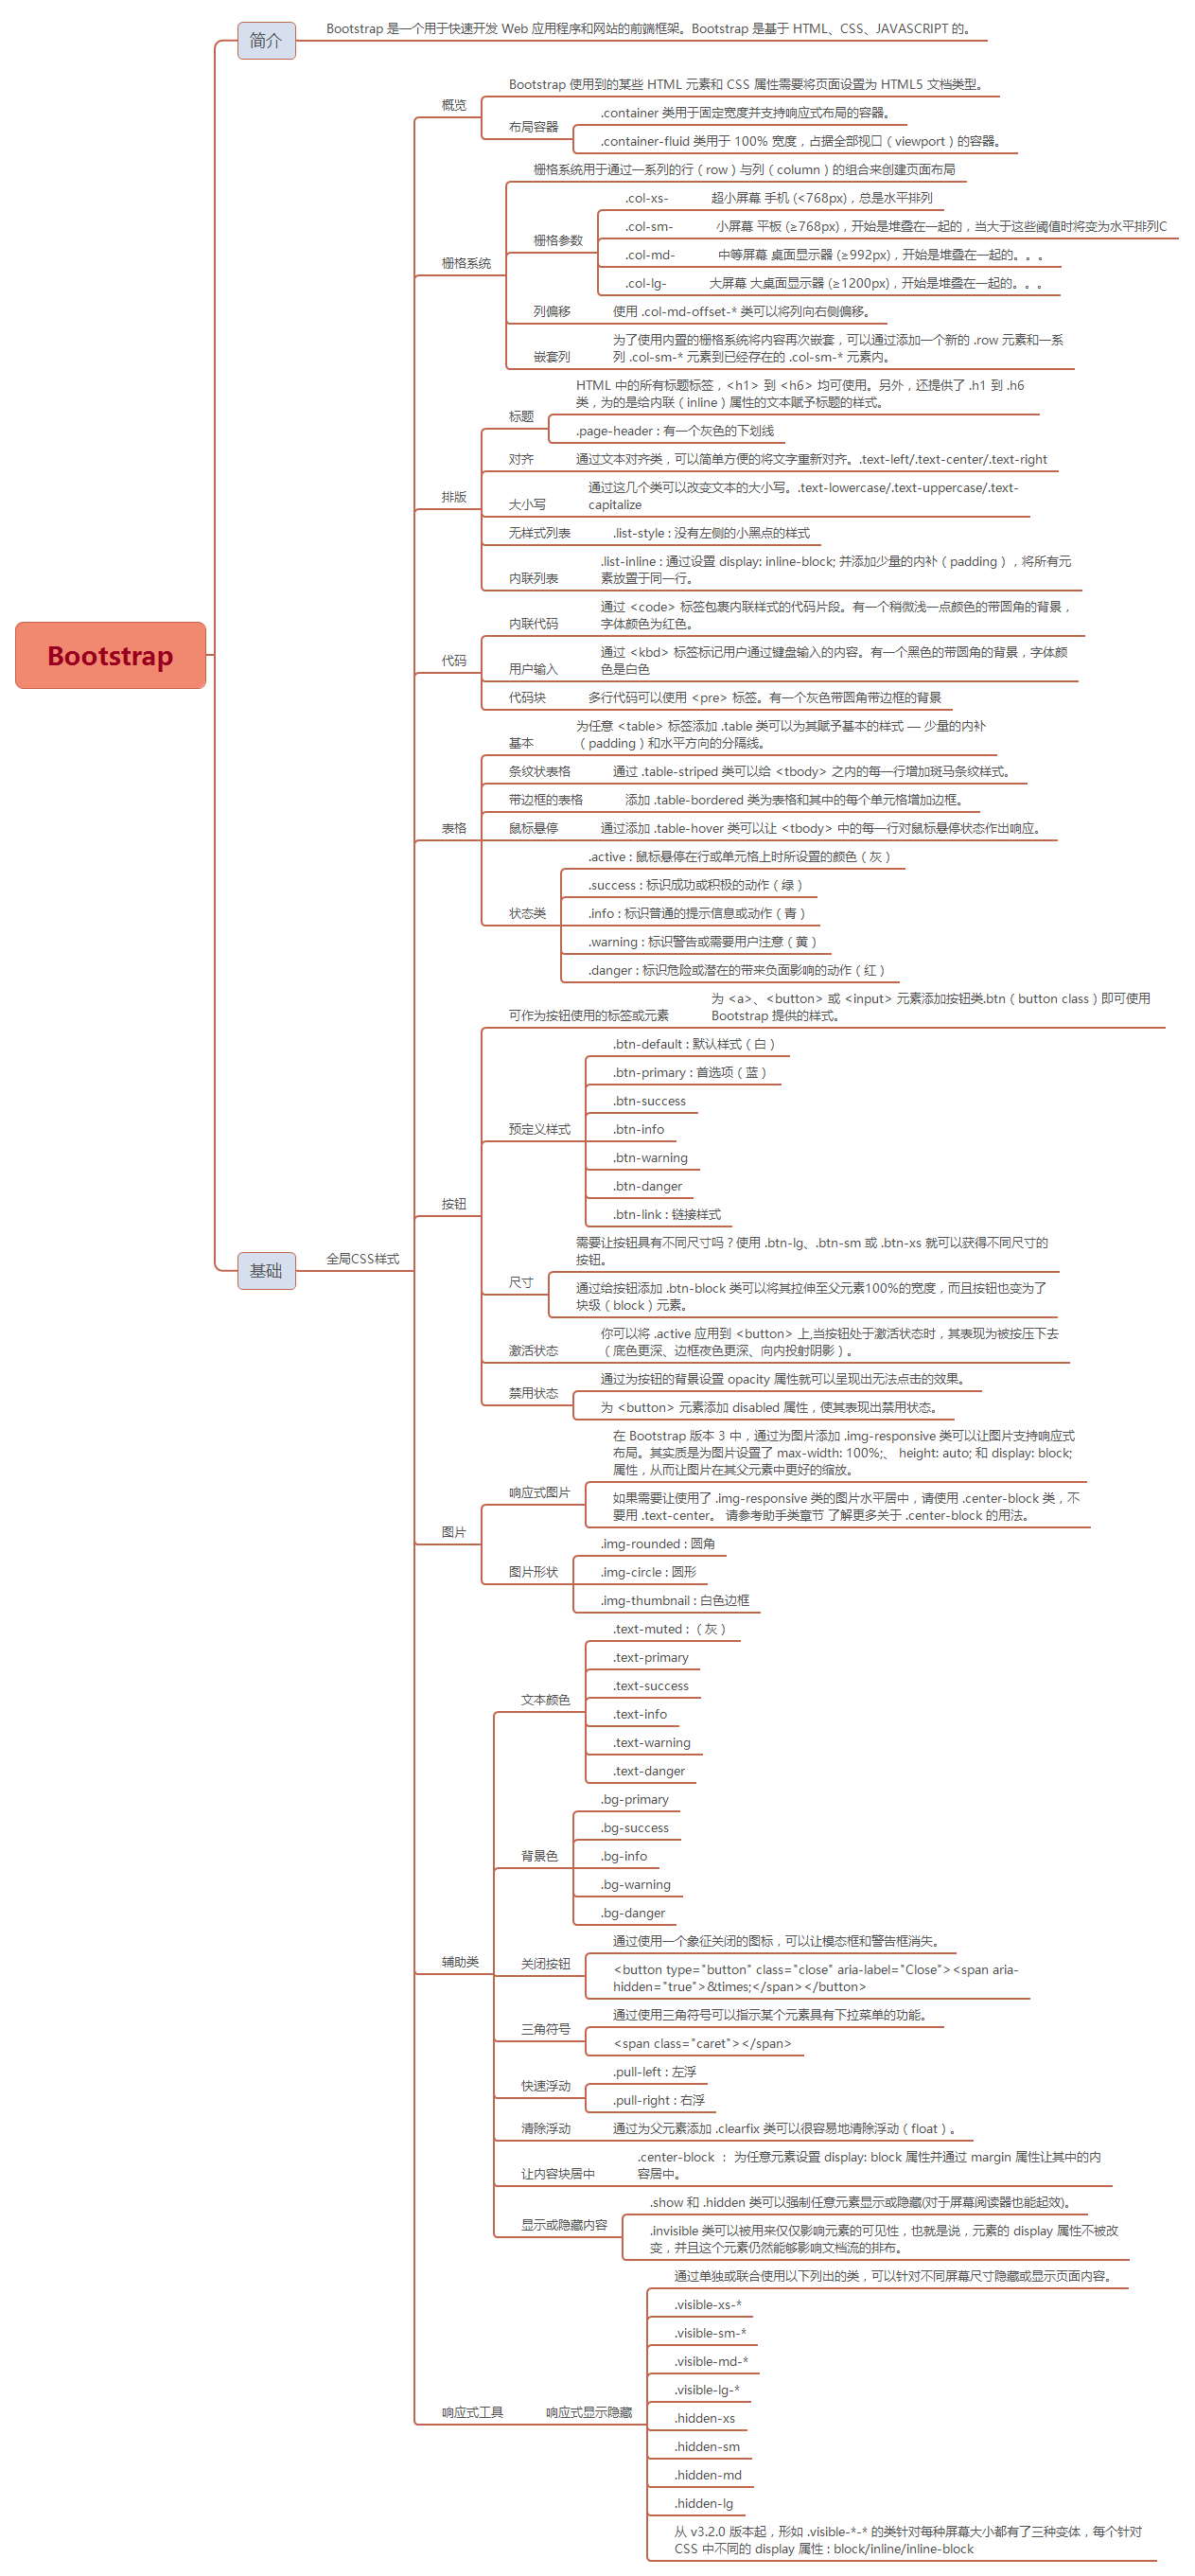 Bootstrap
简介
Bootstrap 是一个用于快速开发 Web 应用程序和网站的前端框架。Bootstrap 是基于 HTML、CSS、JAVASCRIPT 的。
基础
全局CSS样式
概览
Bootstrap 使用到的某些 HTML 元素和 CSS 属性需要将页面设置为 HTML5 文档类型。
布局容器
.container 类用于固定宽度并支持响应式布局的容器。
.container-fluid 类用于 100% 宽度，占据全部视口（viewport）的容器。
栅格系统
栅格系统用于通过一系列的行（row）与列（column）的组合来创建页面布局
栅格参数
.col-xs- 超小屏幕 手机 (<768px)，总是水平排列
.col-sm- 小屏幕 平板 (≥768px)，开始是堆叠在一起的，当大于这些阈值时将变为水平排列C
.col-md- 中等屏幕 桌面显示器 (≥992px)，开始是堆叠在一起的。。。
.col-lg- 大屏幕 大桌面显示器 (≥1200px)，开始是堆叠在一起的。。。
列偏移
使用 .col-md-offset-* 类可以将列向右侧偏移。
嵌套列
为了使用内置的栅格系统将内容再次嵌套，可以通过添加一个新的 .row 元素和一系
列 .col-sm-* 元素到已经存在的 .col-sm-* 元素内。
排版
标题
HTML 中的所有标题标签，<h1> 到 <h6> 均可使用。另外，还提供了 .h1 到 .h6
类，为的是给内联（inline）属性的文本赋予标题的样式。
.page-header : 有一个灰色的下划线
对齐
通过文本对齐类，可以简单方便的将文字重新对齐。.text-left/.text-center/.text-right
大小写
通过这几个类可以改变文本的大小写。.text-lowercase/.text-uppercase/.text-
capitalize
无样式列表
.list-style : 没有左侧的小黑点的样式
内联列表
.list-inline : 通过设置 display: inline-block; 并添加少量的内补（padding），将所有元
素放置于同一行。
代码
内联代码
通过 <code> 标签包裹内联样式的代码片段。有一个稍微浅一点颜色的带圆角的背景，
字体颜色为红色。
用户输入
通过 <kbd> 标签标记用户通过键盘输入的内容。有一个黑色的带圆角的背景，字体颜
色是白色
代码块
多行代码可以使用 <pre> 标签。有一个灰色带圆角带边框的背景
表格
基本
为任意 <table> 标签添加 .table 类可以为其赋予基本的样式 — 少量的内补
（padding）和水平方向的分隔线。
条纹状表格
通过 .table-striped 类可以给 <tbody> 之内的每一行增加斑马条纹样式。
带边框的表格
添加 .table-bordered 类为表格和其中的每个单元格增加边框。
鼠标悬停
通过添加 .table-hover 类可以让 <tbody> 中的每一行对鼠标悬停状态作出响应。
状态类
.active : 鼠标悬停在行或单元格上时所设置的颜色（灰）
.success : 标识成功或积极的动作（绿）
.info : 标识普通的提示信息或动作（青）
.warning : 标识警告或需要用户注意（黄）
.danger : 标识危险或潜在的带来负面影响的动作（红）
按钮
可作为按钮使用的标签或元素
为 <a>、<button> 或 <input> 元素添加按钮类.btn（button class）即可使用
Bootstrap 提供的样式。
预定义样式
.btn-default : 默认样式（白）
.btn-primary : 首选项（蓝）
.btn-success
.btn-info
.btn-warning
.btn-danger
.btn-link : 链接样式
尺寸
需要让按钮具有不同尺寸吗？使用 .btn-lg、.btn-sm 或 .btn-xs 就可以获得不同尺寸的
按钮。
通过给按钮添加 .btn-block 类可以将其拉伸至父元素100%的宽度，而且按钮也变为了
块级（block）元素。
激活状态
你可以将 .active 应用到 <button> 上,当按钮处于激活状态时，其表现为被按压下去
（底色更深、边框夜色更深、向内投射阴影）。
禁用状态
通过为按钮的背景设置 opacity 属性就可以呈现出无法点击的效果。
为 <button> 元素添加 disabled 属性，使其表现出禁用状态。
图片
响应式图片
在 Bootstrap 版本 3 中，通过为图片添加 .img-responsive 类可以让图片支持响应式
布局。其实质是为图片设置了 max-width: 100%;、 height: auto; 和 display: block;
属性，从而让图片在其父元素中更好的缩放。
如果需要让使用了 .img-responsive 类的图片水平居中，请使用 .center-block 类，不
要用 .text-center。 请参考助手类章节 了解更多关于 .center-block 的用法。
图片形状
.img-rounded : 圆角
.img-circle : 圆形
.img-thumbnail : 白色边框
辅助类
文本颜色
.text-muted :（灰）
.text-primary
.text-success
.text-info
.text-warning
.text-danger
背景色
.bg-primary
.bg-success
.bg-info
.bg-warning
.bg-danger
关闭按钮
通过使用一个象征关闭的图标，可以让模态框和警告框消失。
<button type="button" class="close" aria-label="Close"><span aria-
hidden="true">&times;</span></button>
三角符号
通过使用三角符号可以指示某个元素具有下拉菜单的功能。
<span class="caret"></span>
快速浮动
.pull-left : 左浮
.pull-right : 右浮
清除浮动
通过为父元素添加 .clearfix 类可以很容易地清除浮动（float）。
让内容块居中
.center-block ： 为任意元素设置 display: block 属性并通过 margin 属性让其中的内
容居中。
显示或隐藏内容
.show 和 .hidden 类可以强制任意元素显示或隐藏(对于屏幕阅读器也能起效)。
.invisible 类可以被用来仅仅影响元素的可见性，也就是说，元素的 display 属性不被改
变，并且这个元素仍然能够影响文档流的排布。
响应式工具
响应式显示隐藏
通过单独或联合使用以下列出的类，可以针对不同屏幕尺寸隐藏或显示页面内容。
.visible-xs-*
.visible-sm-*
.visible-md-*
.visible-lg-*
.hidden-xs
.hidden-sm
.hidden-md
.hidden-lg
从 v3.2.0 版本起，形如 .visible-*-* 的类针对每种屏幕大小都有了三种变体，每个针对
CSS 中不同的 display 属性 : block/inline/inline-block